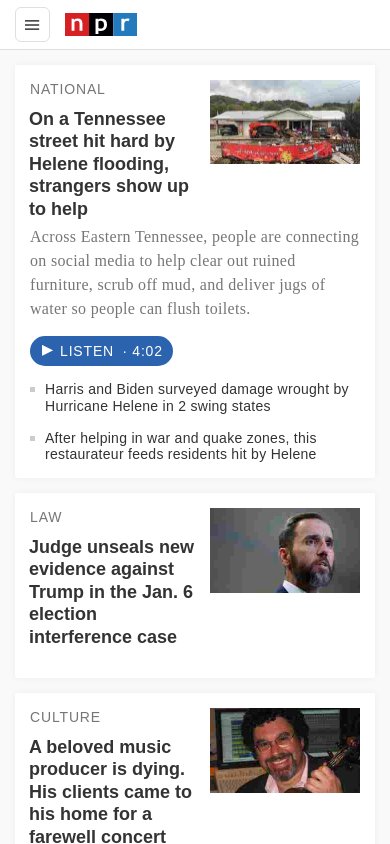 npr
NATIONAL
On a Tennessee
street hit hard by
Helene flooding,
strangers show up
to help
Across Eastern Tennessee, people are connecting
on social media to help clear out ruined
furniture, scrub off mud, and deliver jugs of
water so people can flush toilets.
LISTEN · 4:02
Harris and Biden surveyed damage wrought by
Hurricane Helene in 2 swing states
After helping in war and quake zones, this
restaurateur feeds residents hit by Helene
LAW
Judge unseals new
evidence against
Trump in the Jan. 6
election
interference case
CULTURE
A beloved music
producer is dying.
His clients came to
his home for a
farewell concert